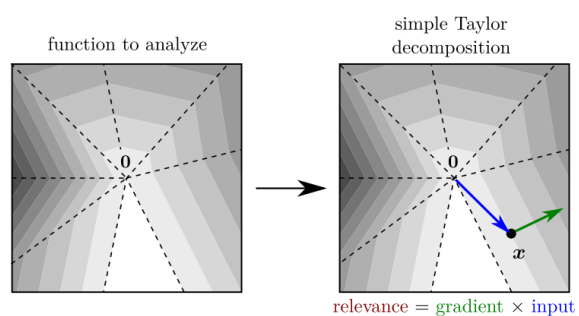 function to analyze
simple Taylor
decomposition
0
0
x
relevance = gradient × input